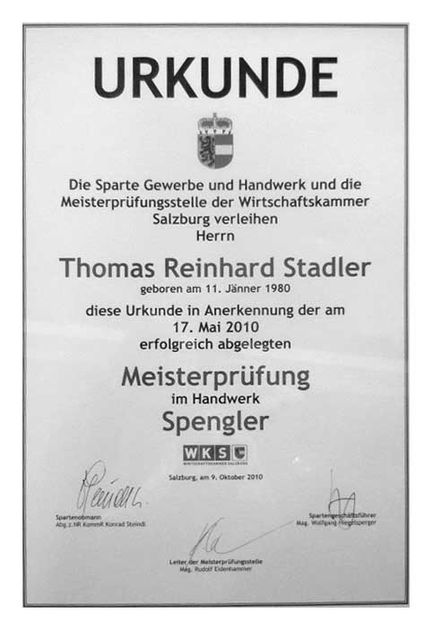 URKUNDE
Die Sparte Gewerbe und Handwerk und die
Meisterprüfungsstelle der Wirtschaftskammer
Salzburg verleihen
Herrn
Thomas Reinhard Stadler
geboren am 11. Jänner 1980
diese Urkunde in Anerkennung der am
17. Mai 2010
erfolgreich abgelegten
Meisterprüfung
im Handwerk
Spengler
WKS
WIRTSCHAFTSKAMMER SALZBURG
Salzburg, am 9. Oktober 2010
Spartenobmann
Abg.z.NR KommR Konrad Steindl
Spartengeschäftsführer
Mag. Wolfgang
Leiter der Meisterprüfungsstelle
Mag. Rudolf Eidenhammer